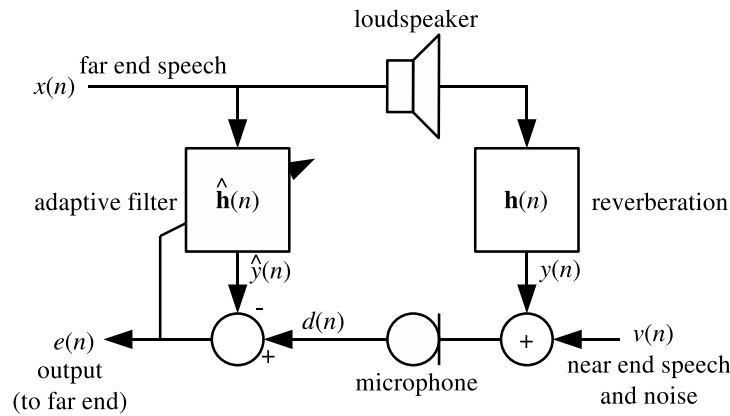 loudspeaker
far end speech
x(n)
adaptive filter
ĥ(n)
h(n)
reverberation
ŷ(n)
y(n)
-
d(n)
+
+
e(n)
output
(to far end)
microphone
v(n)
near end speech
and noise